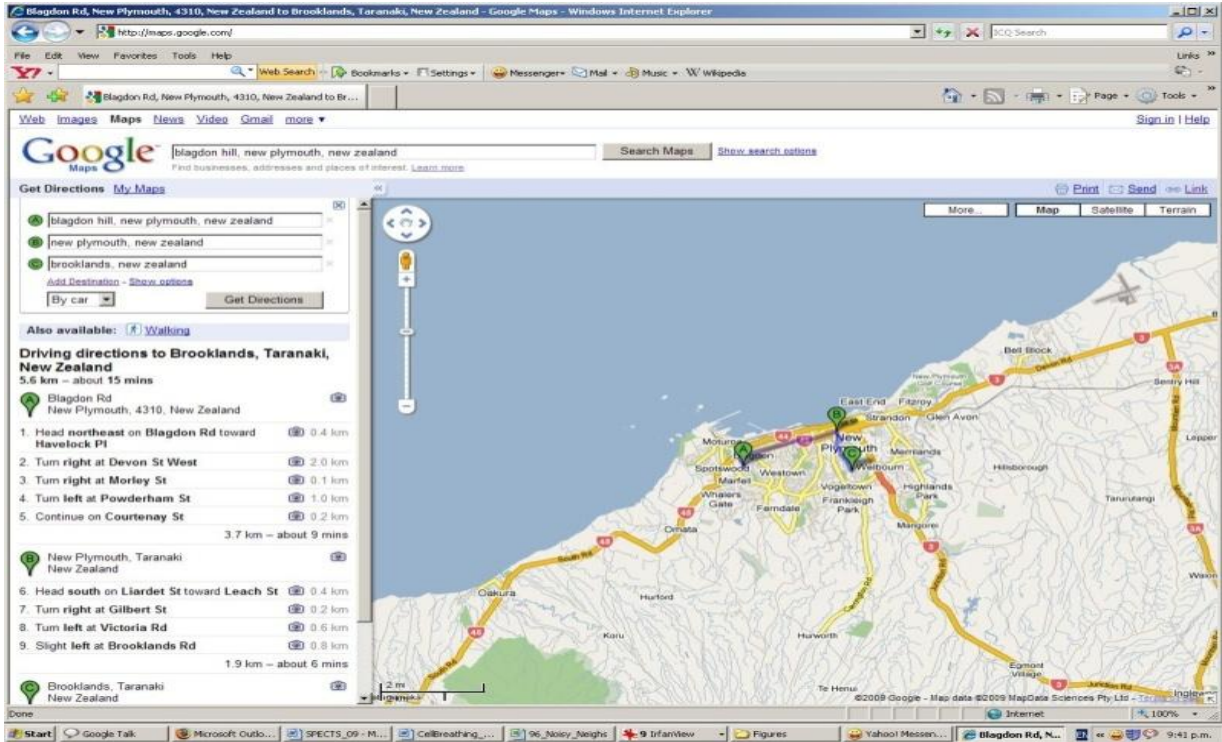 Blagdon Rd, New Plymouth, 4310, New Zealand to Brooklands, Taranaki, New Zealand - Google Maps - Windows Internet Explorer
http://maps.google.com/
ICQ Search
File Edit View Favorites Tools Help
Links
Web Search Bookmarks Settings Messenger Mail Music Wikipedia
Blagdon Rd, New Plymouth, 4310, New Zealand to Br...
Page Tools
Web Images Maps News Video Gmail more ▼
Sign in | Help
Google Maps
blagdon hill, new plymouth, new zealand
Search Maps
Show search options
Find businesses, addresses and places of interest. Learn more
Get Directions My Maps
Print Send Link
A blagdon hill, new plymouth, new zealand
B new plymouth, new zealand
C brooklands, new zealand
Add Destination - Show options
By car
Get Directions
Also available: Walking
Driving directions to Brooklands, Taranaki,
New Zealand
5.6 km – about 15 mins
A Blagdon Rd
New Plymouth, 4310, New Zealand
1. Head northeast on Blagdon Rd toward 0.4 km
Havelock Pl
2. Turn right at Devon St West 2.0 km
3. Turn right at Morley St 0.1 km
4. Turn left at Powderham St 1.0 km
5. Continue on Courtenay St 0.2 km
3.7 km – about 9 mins
B New Plymouth, Taranaki
New Zealand
6. Head south on Liardet St toward Leach St 0.4 km
7. Turn right at Gilbert St 0.2 km
8. Turn left at Victoria Rd 0.6 km
9. Slight left at Brooklands Rd 0.8 km
1.9 km – about 6 mins
C Brooklands, Taranaki
New Zealand
More... Map Satellite Terrain
Bell Block
Devon Rd
3
3A
Sentry Hill
New Plymouth
Golf Course
East End Fitzroy
Strandon Glen Avon
B
New
Plymouth
Moturoa
44
A
C
Spotswood
Westown
Welbourn
Merrilands
Lepper
Marfell
Hillsborough
Whalers
Gate
Ferndale
Vogeltown
Frankleigh
Park
Highlands
Park
Tarurutangi
Mangorei
Omata
45
South Rd
Oakura
Hurford
Carrington Rd
Junction Rd
Koru
Hurworth
Egmont
Village
Te Henui
2 mi
©2009 Google - Map data ©2009 MapData Sciences Pty Ltd -
Inglewo
Done
Internet
100%
Start
Google Talk
Microsoft Outlo...
SPECTS_09 - M...
CellBreathing_...
96_Noisy_Neighs
9 IrfanView
Figures
Yahoo! Messen...
Blagdon Rd, N...
9:41 p.m.